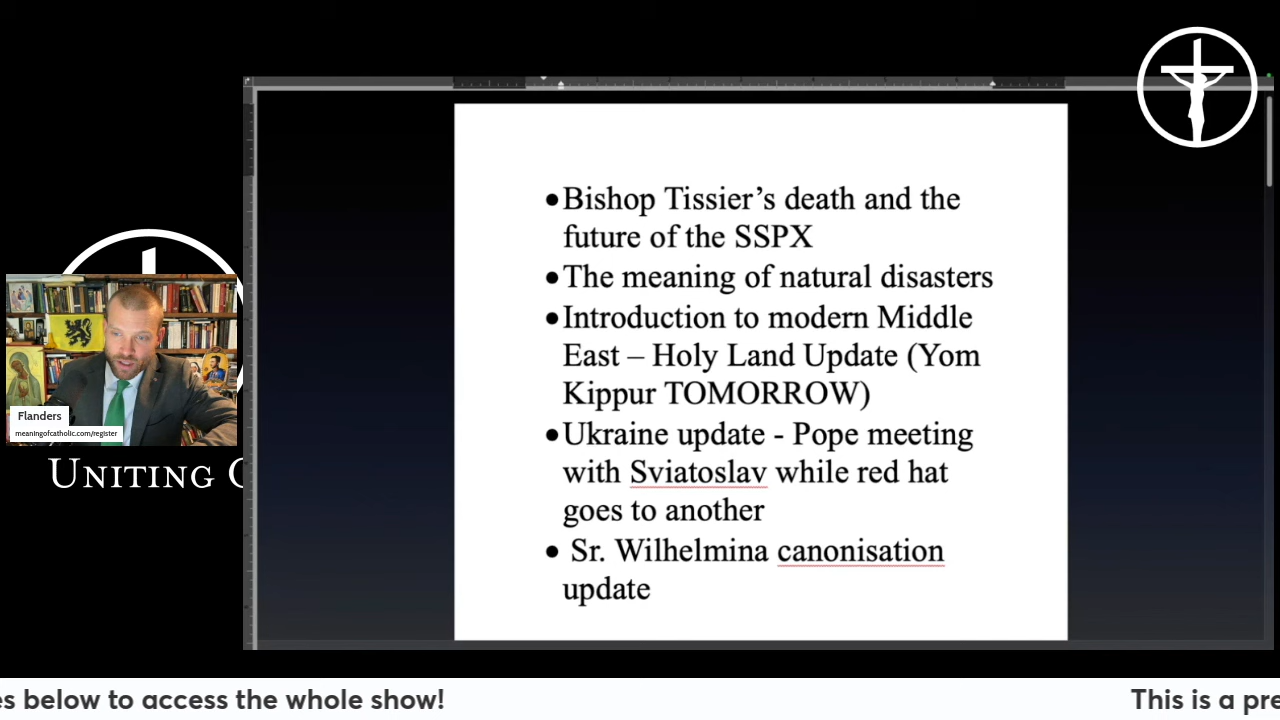 • Bishop Tissier’s death and the
future of the SSPX
• The meaning of natural disasters
• Introduction to modern Middle
East – Holy Land Update (Yom
Kippur TOMORROW)
• Ukraine update - Pope meeting
with Sviatoslav while red hat
goes to another
• Sr. Wilhelmina canonisation
update
Flanders
meaningofcatholic.com/register
UNITING
es below to access the whole show!
This is a pre